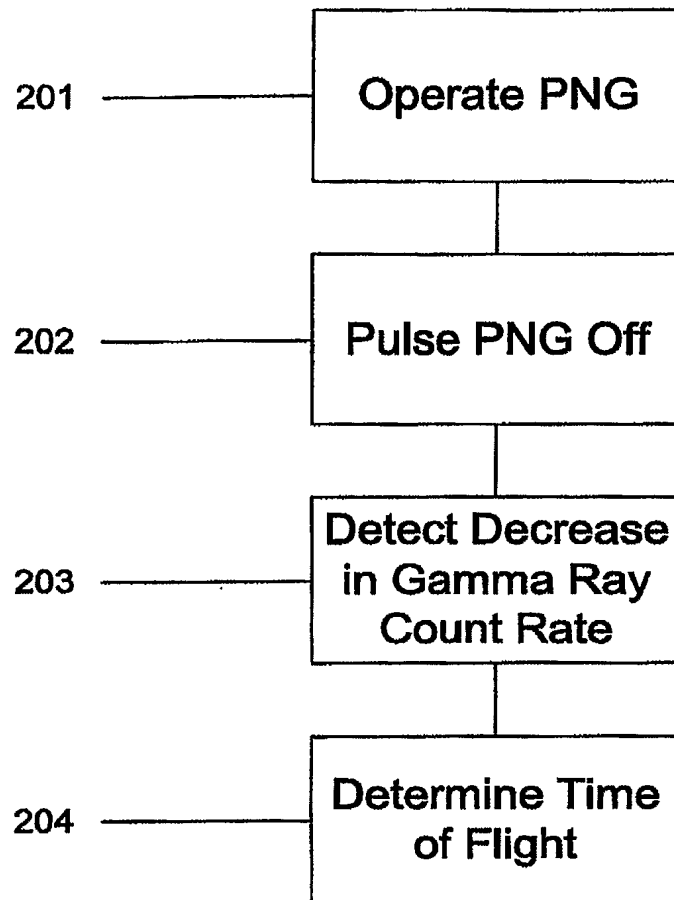 201
Operate PNG
202
Pulse PNG Off
203
Detect Decrease
in Gamma Ray
Count Rate
204
Determine Time
of Flight